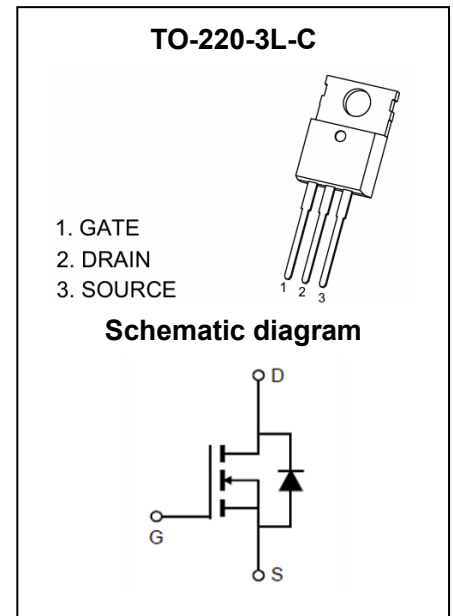 TO-220-3L-C
1. GATE
2. DRAIN
3. SOURCE
1 2 3
Schematic diagram
D
G
S